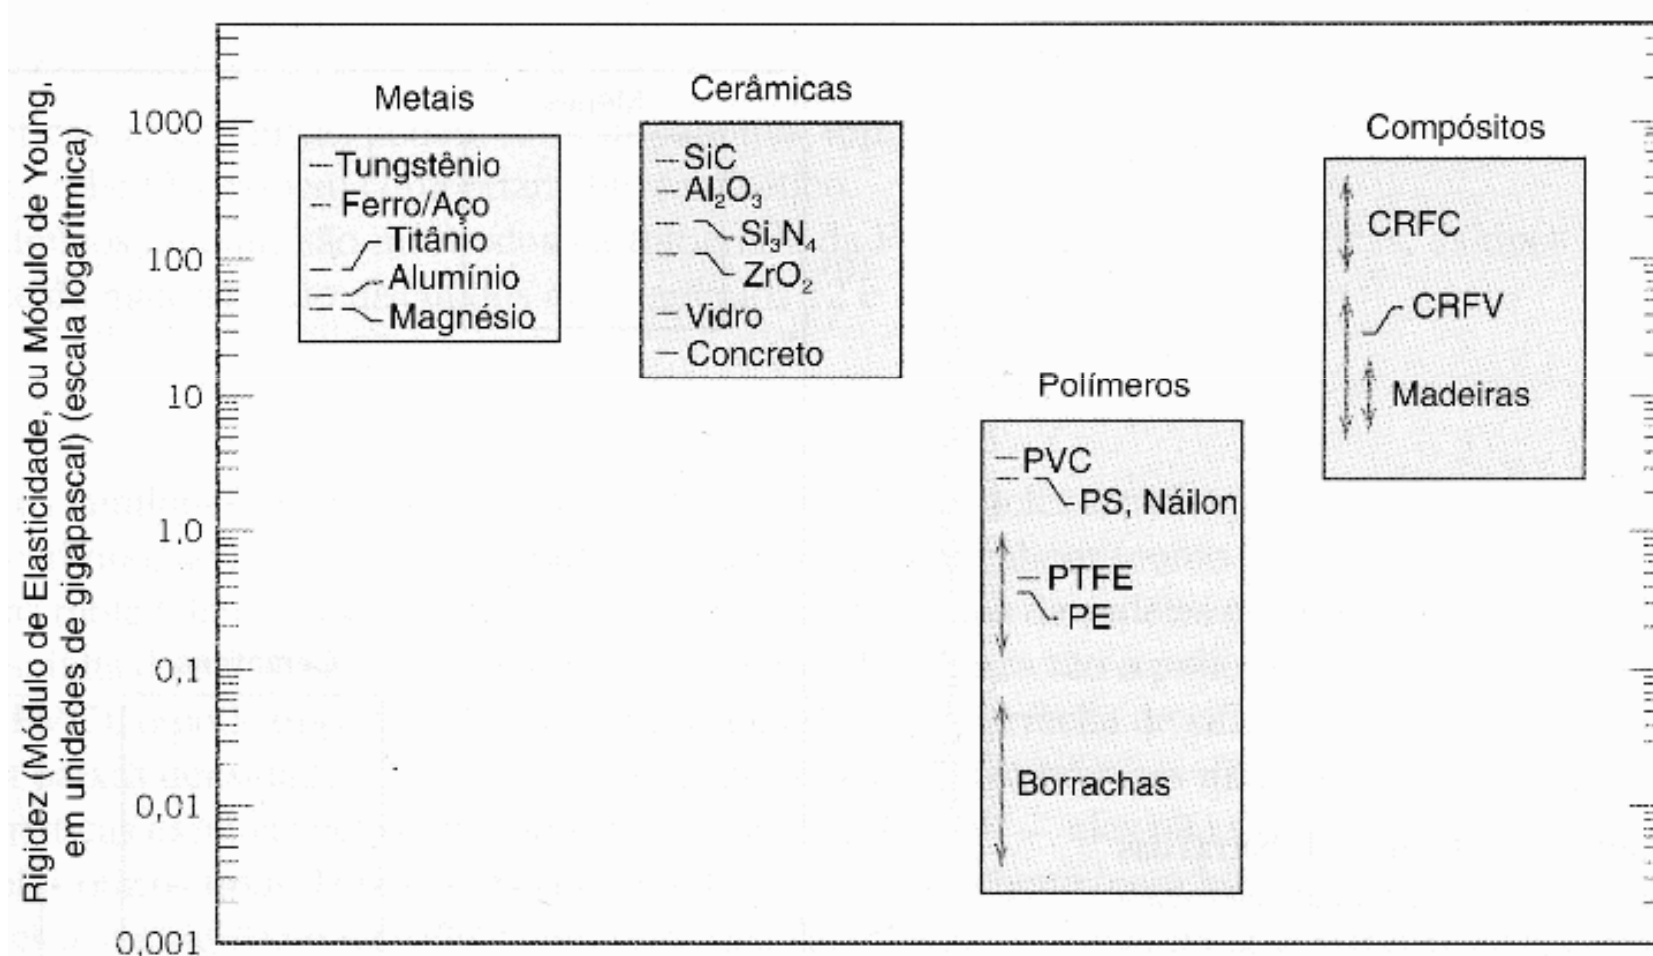 Rigidez (Módulo de Elasticidade, ou Módulo de Young,
em unidades de gigapascal) (escala logarítmica)
1000
100
10
1,0
0,1
0,01
0,001
Metais
Tungstênio
Ferro/Aço
Titânio
Alumínio
Magnésio
Cerâmicas
SiC
Al₂O₃
Si₃N₄
ZrO₂
Vidro
Concreto
Polímeros
PVC
PS, Náilon
PTFE
PE
Borrachas
Compósitos
CRFC
CRFV
Madeiras